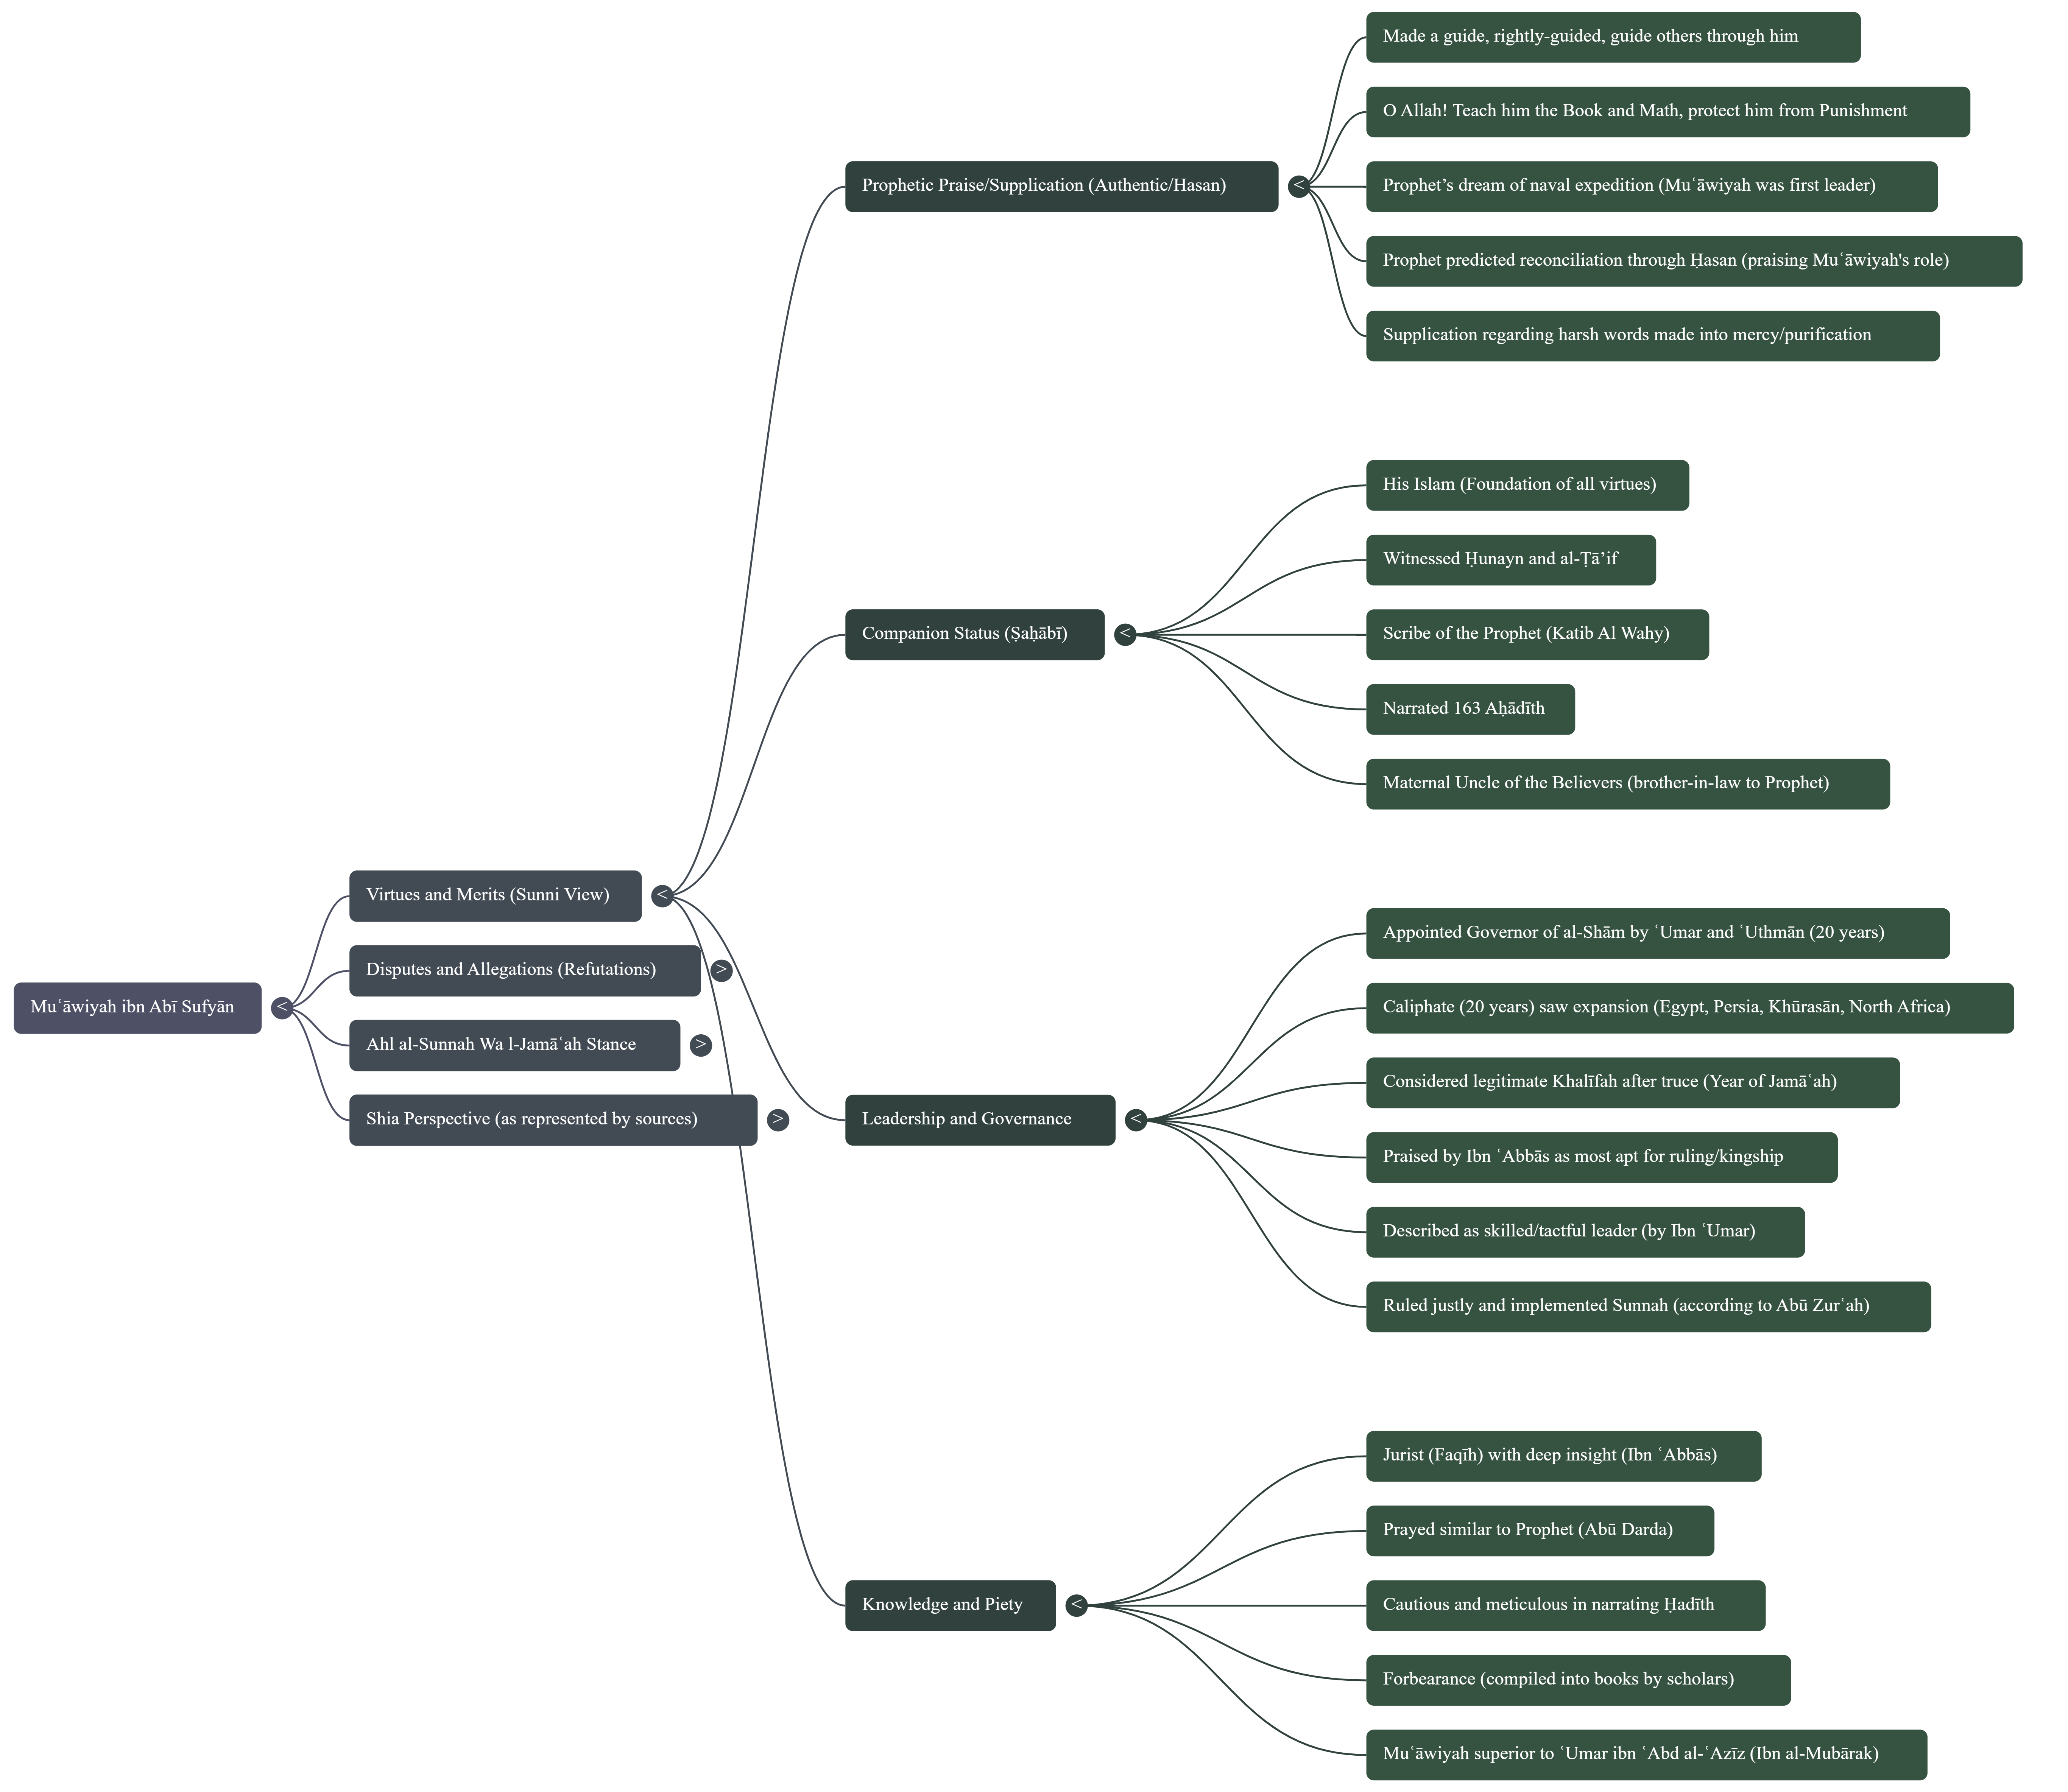 Muʿāwiyah ibn Abī Sufyān
<
Virtues and Merits (Sunni View)
<
Prophetic Praise/Supplication (Authentic/Hasan)
<
Made a guide, rightly-guided, guide others through him
O Allah! Teach him the Book and Math, protect him from Punishment
Prophet’s dream of naval expedition (Muʿāwiyah was first leader)
Prophet predicted reconciliation through Ḥasan (praising Muʿāwiyah's role)
Supplication regarding harsh words made into mercy/purification
Companion Status (Ṣaḥābī)
<
His Islam (Foundation of all virtues)
Witnessed Ḥunayn and al-Ṭā’if
Scribe of the Prophet (Katib Al Wahy)
Narrated 163 Aḥādīth
Maternal Uncle of the Believers (brother-in-law to Prophet)
Leadership and Governance
<
Appointed Governor of al-Shām by ʿUmar and ʿUthmān (20 years)
Caliphate (20 years) saw expansion (Egypt, Persia, Khūrasān, North Africa)
Considered legitimate Khalīfah after truce (Year of Jamāʿah)
Praised by Ibn ʿAbbās as most apt for ruling/kingship
Described as skilled/tactful leader (by Ibn ʿUmar)
Ruled justly and implemented Sunnah (according to Abū Zurʿah)
Knowledge and Piety
<
Jurist (Faqīh) with deep insight (Ibn ʿAbbās)
Prayed similar to Prophet (Abū Darda)
Cautious and meticulous in narrating Ḥadīth
Forbearance (compiled into books by scholars)
Muʿāwiyah superior to ʿUmar ibn ʿAbd al-ʿAzīz (Ibn al-Mubārak)
Disputes and Allegations (Refutations)
>
Ahl al-Sunnah Wa l-Jamāʿah Stance
>
Shia Perspective (as represented by sources)
>